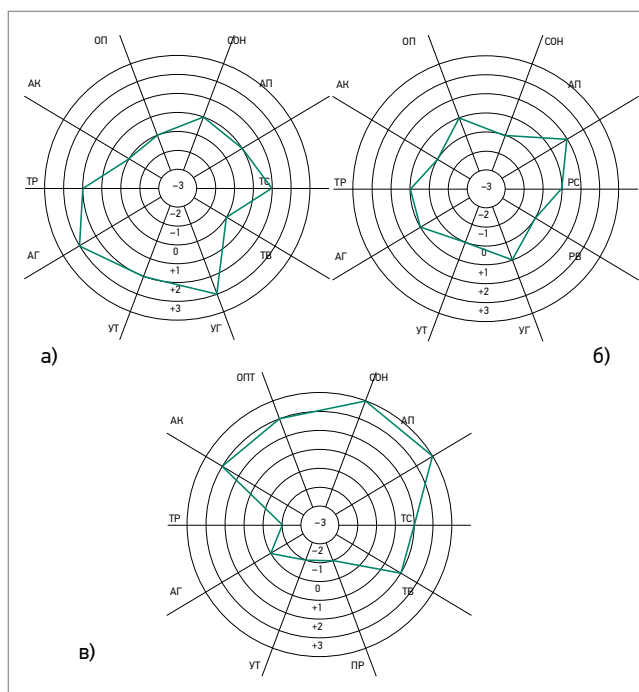 ОП СОН
АК АП
ТР ТС
АГ ТВ
УТ УГ
−3
−2
−1
0
+1
+2
+3
а)
ОП СОН
АК АП
ТР РС
АГ РВ
УТ УГ
−3
−2
−1
0
+1
+2
+3
б)
ОПТ СОН
АК АП
ТР ТС
АГ ТВ
УТ ПР
−3
−2
−1
0
+1
+2
+3
в)